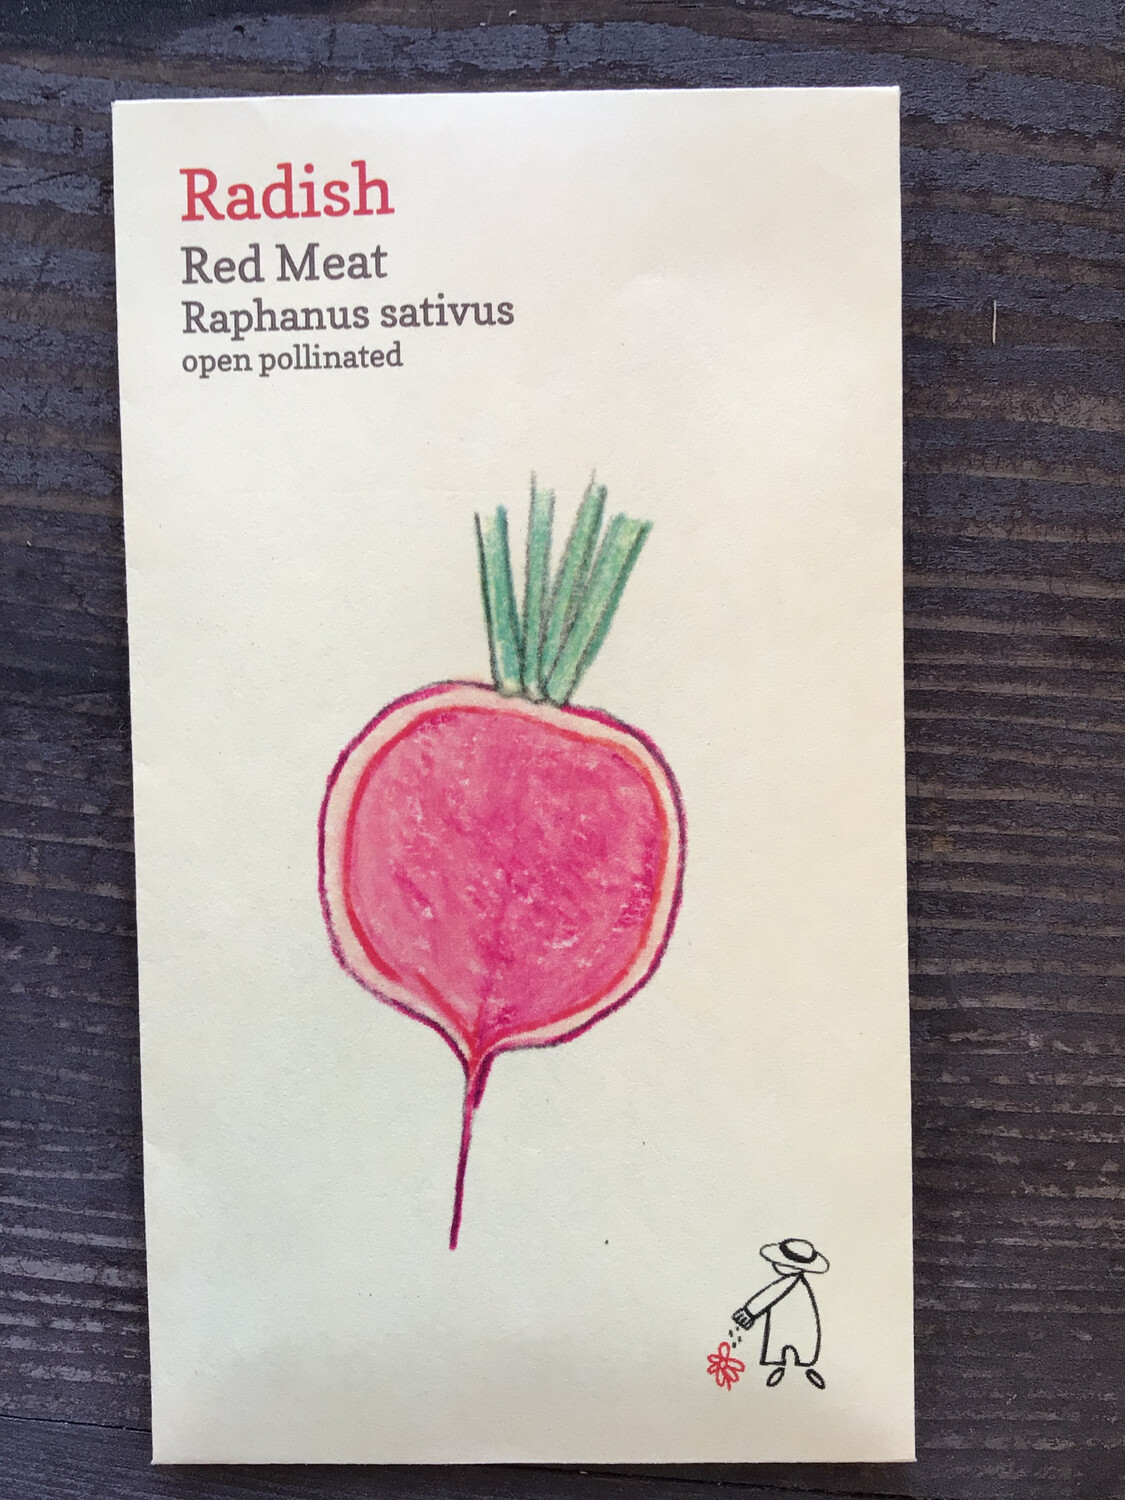 Radish
Red Meat
Raphanus sativus
open pollinated